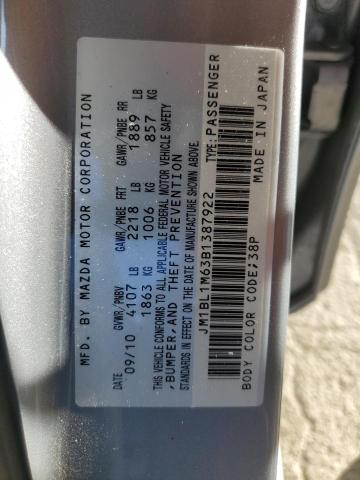 MFD. BY MAZDA MOTOR CORPORATION
GVWR/PNBV GAWR/PNBE FRT GAWR/PNBE RR
DATE 4107 LB 2218 LB 1889 LB
09/10 1863 KG 1006 KG 857 KG
THIS VEHICLE CONFORMS TO ALL APPLICABLE FEDERAL MOTOR VEHICLE SAFETY
,BUMPER,AND THEFT PREVENTION
STANDARDS IN EFFECT ON THE DATE OF MANUFACTURE SHOWN ABOVE.
JM1BL1M63B1387922 TYPE:PASSENGER
BODY COLOR CODE;38P MADE IN JAPAN